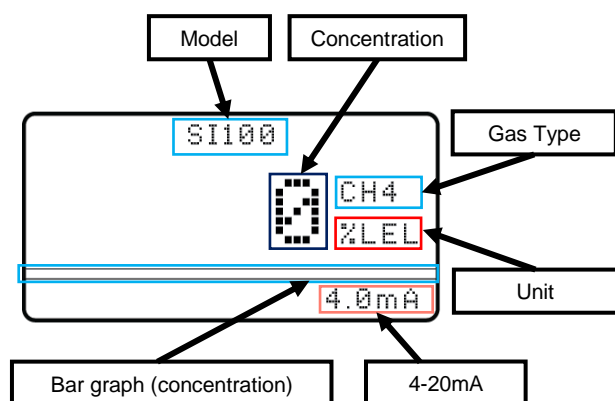 Model
Concentration
SI100
Gas Type
0
CH4
%LEL
4.0mA
Unit
Bar graph (concentration)
4-20mA